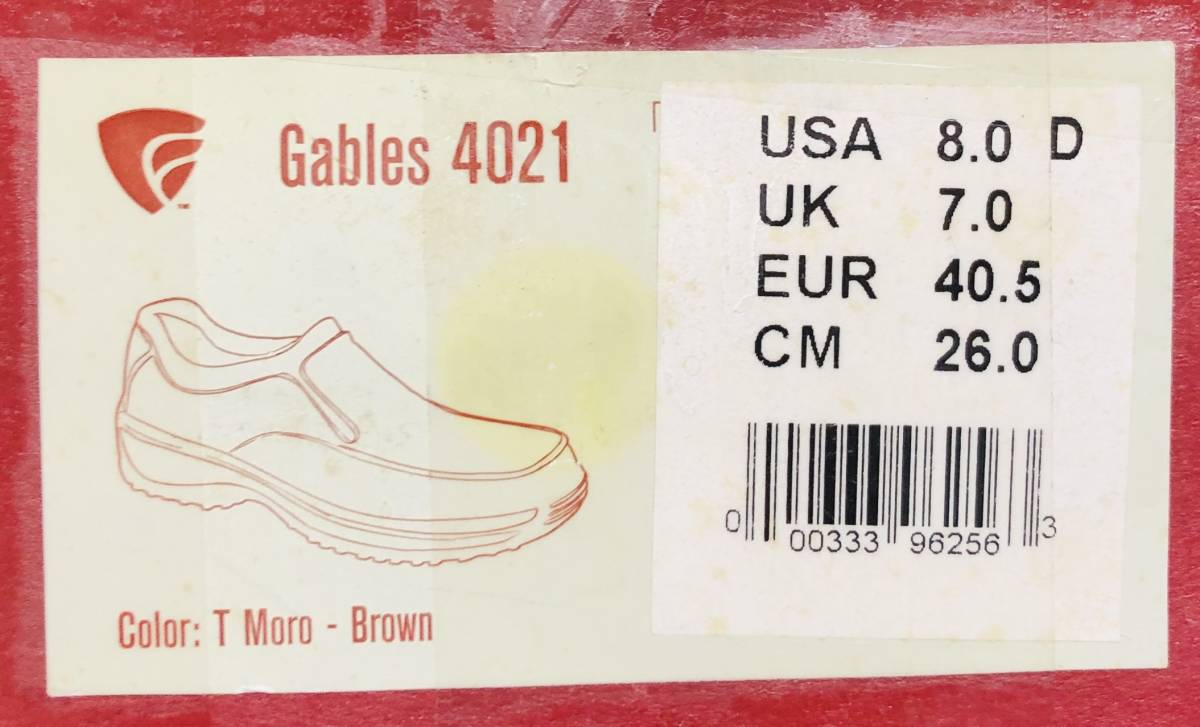 Gables 4021
USA 8.0 D
UK 7.0
EUR 40.5
CM 26.0
0 00333 96256 3
Color: T Moro - Brown